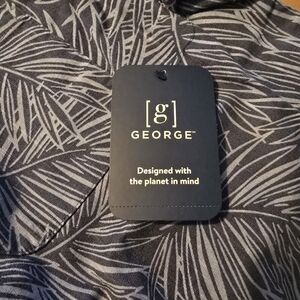 [g]
GEORGE™
Designed with
the planet in mind